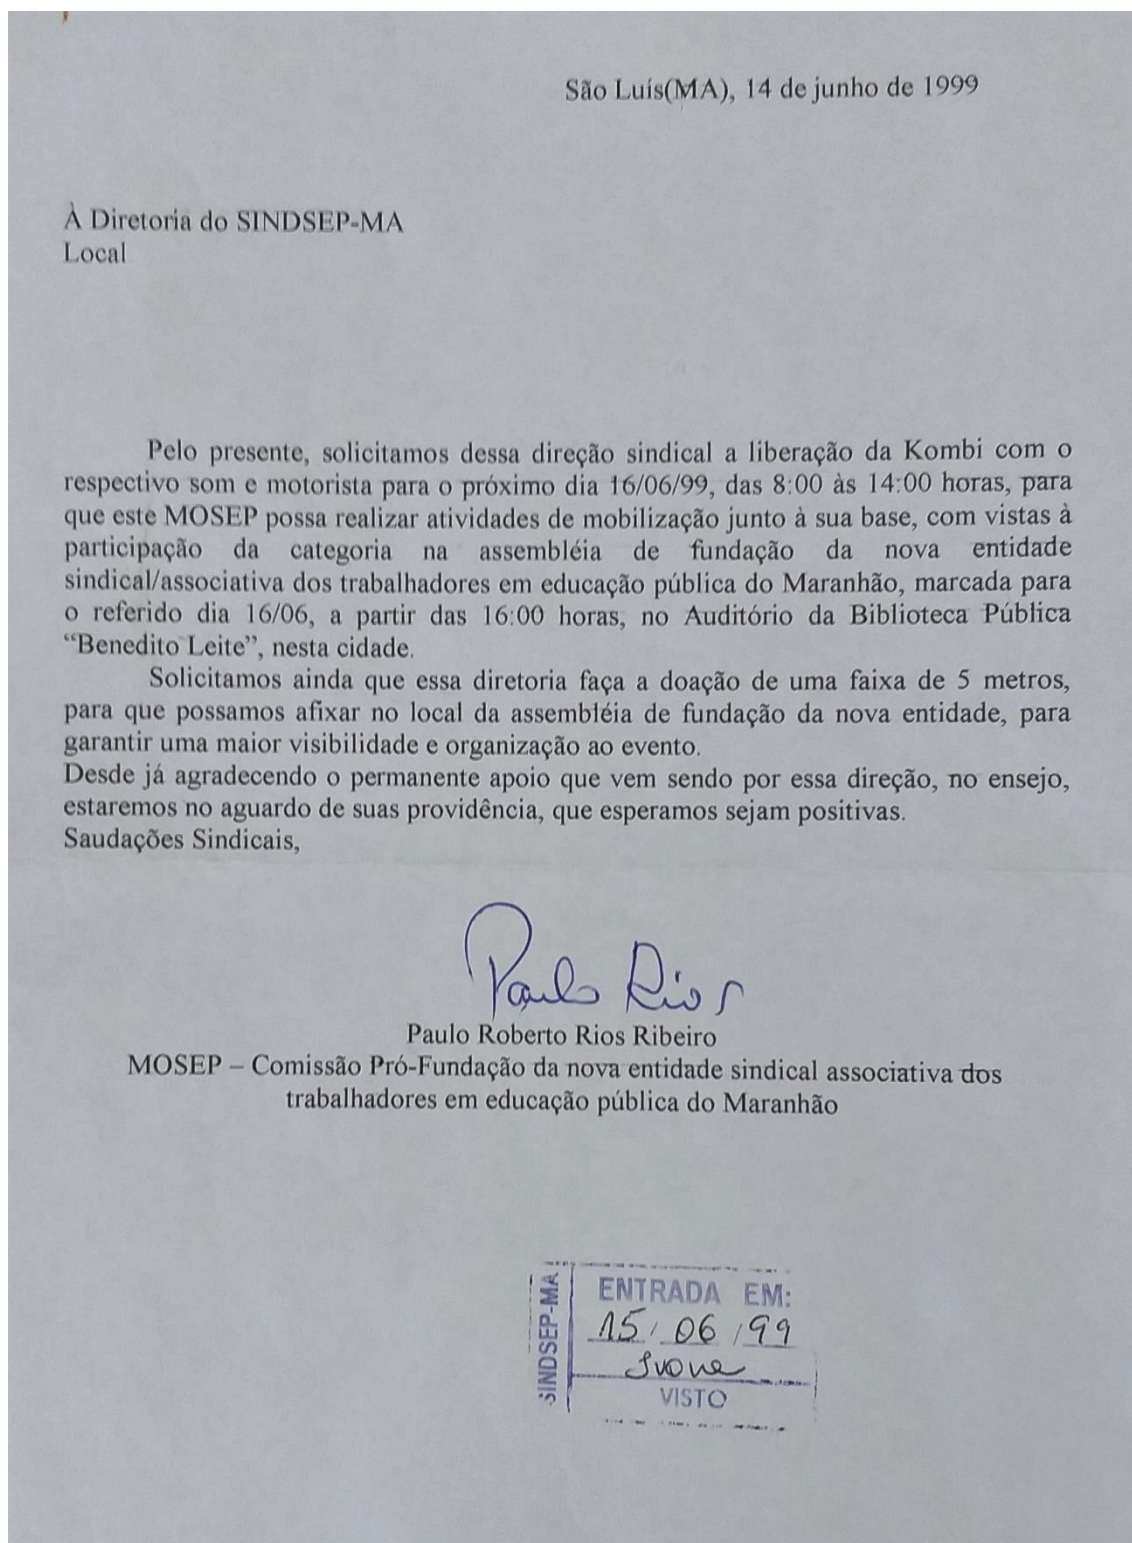 São Luís(MA), 14 de junho de 1999
À Diretoria do SINDSEP-MA
Local
Pelo presente, solicitamos dessa direção sindical a liberação da Kombi com o
respectivo som e motorista para o próximo dia 16/06/99, das 8:00 às 14:00 horas, para
que este MOSEP possa realizar atividades de mobilização junto à sua base, com vistas à
participação da categoria na assembléia de fundação da nova entidade
sindical/associativa dos trabalhadores em educação pública do Maranhão, marcada para
o referido dia 16/06, a partir das 16:00 horas, no Auditório da Biblioteca Pública
“Benedito Leite”, nesta cidade.
Solicitamos ainda que essa diretoria faça a doação de uma faixa de 5 metros,
para que possamos afixar no local da assembléia de fundação da nova entidade, para
garantir uma maior visibilidade e organização ao evento.
Desde já agradecendo o permanente apoio que vem sendo por essa direção, no ensejo,
estaremos no aguardo de suas providência, que esperamos sejam positivas.
Saudações Sindicais,
Paulo Rios
Paulo Roberto Rios Ribeiro
MOSEP – Comissão Pró-Fundação da nova entidade sindical associativa dos
trabalhadores em educação pública do Maranhão
SINDSEP-MA
ENTRADA EM:
15/06/99
Ivone
VISTO